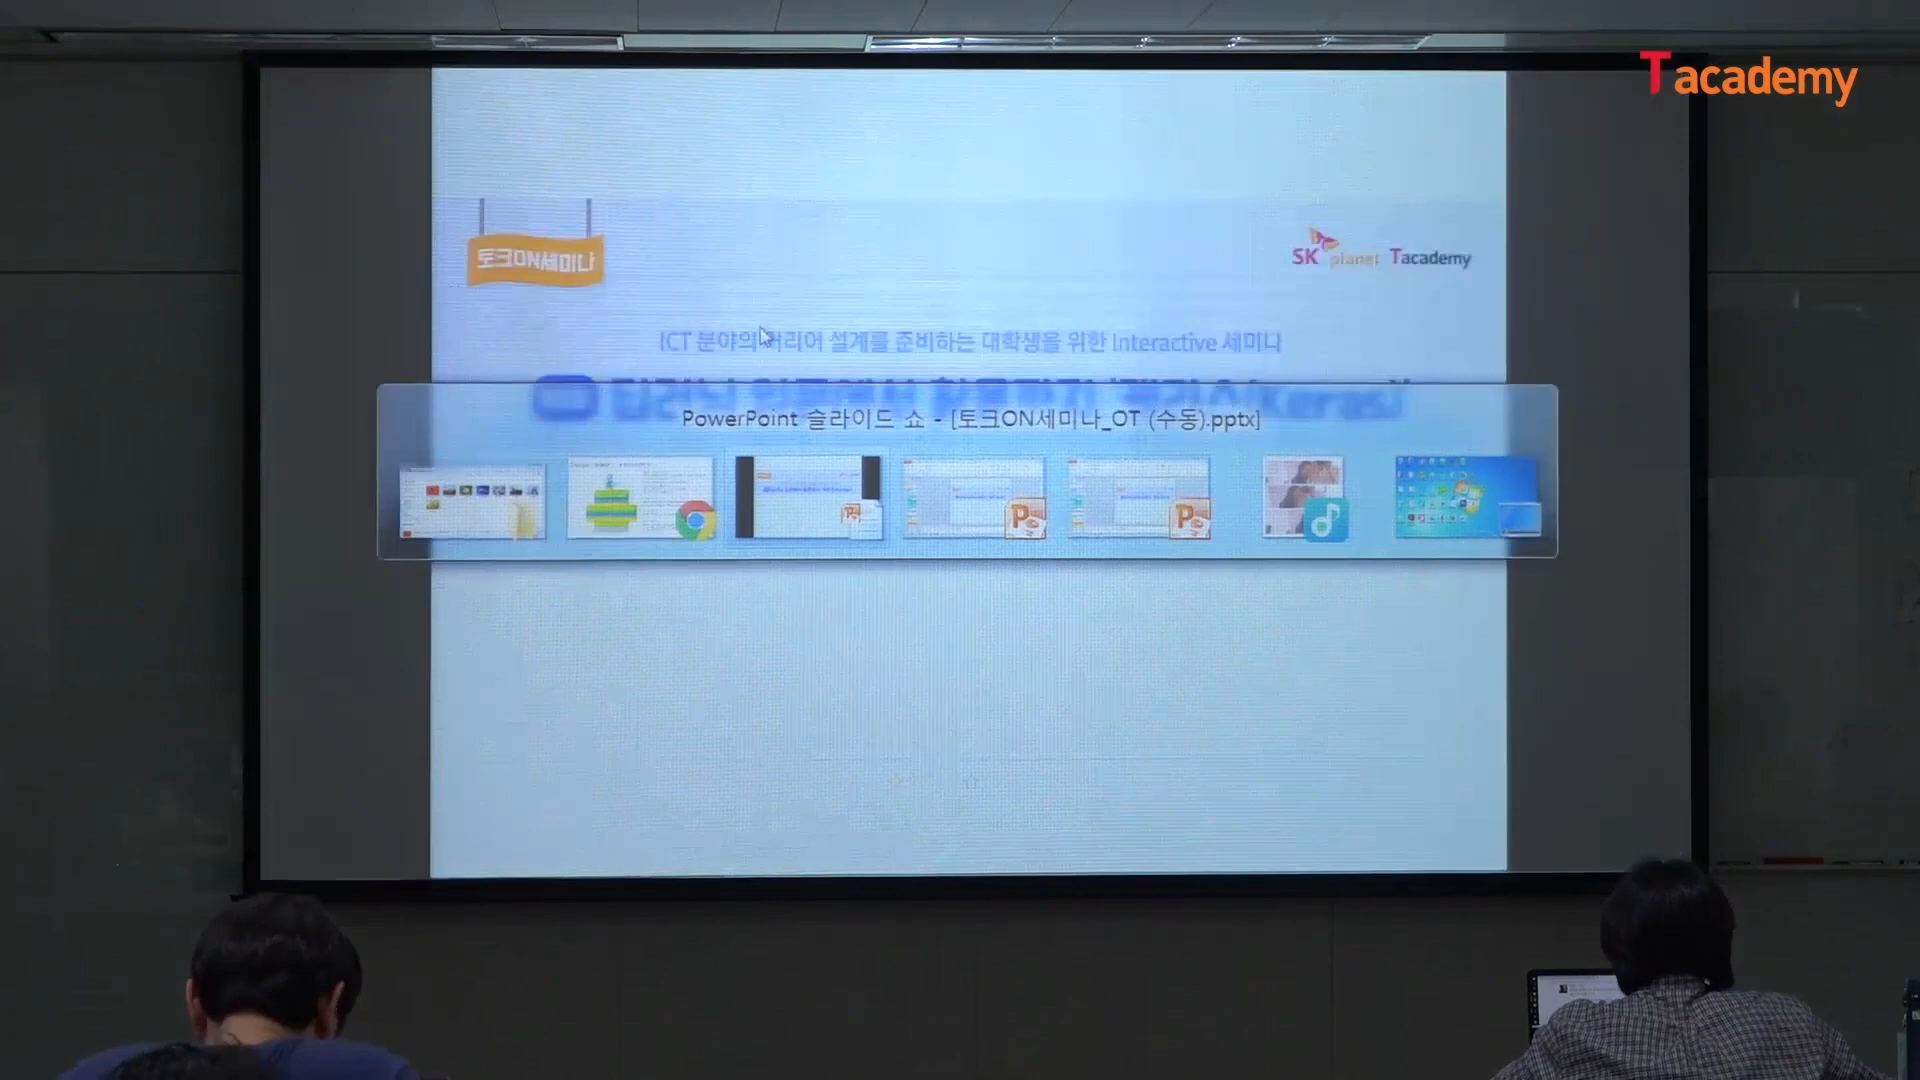 Tacademy
토크ON세미나
SK planet Tacademy
ICT 분야의 커리어 설계를 준비하는 대학생을 위한 Interactive 세미나
PowerPoint 슬라이드 쇼 - [토크ON세미나_OT (수동).pptx]